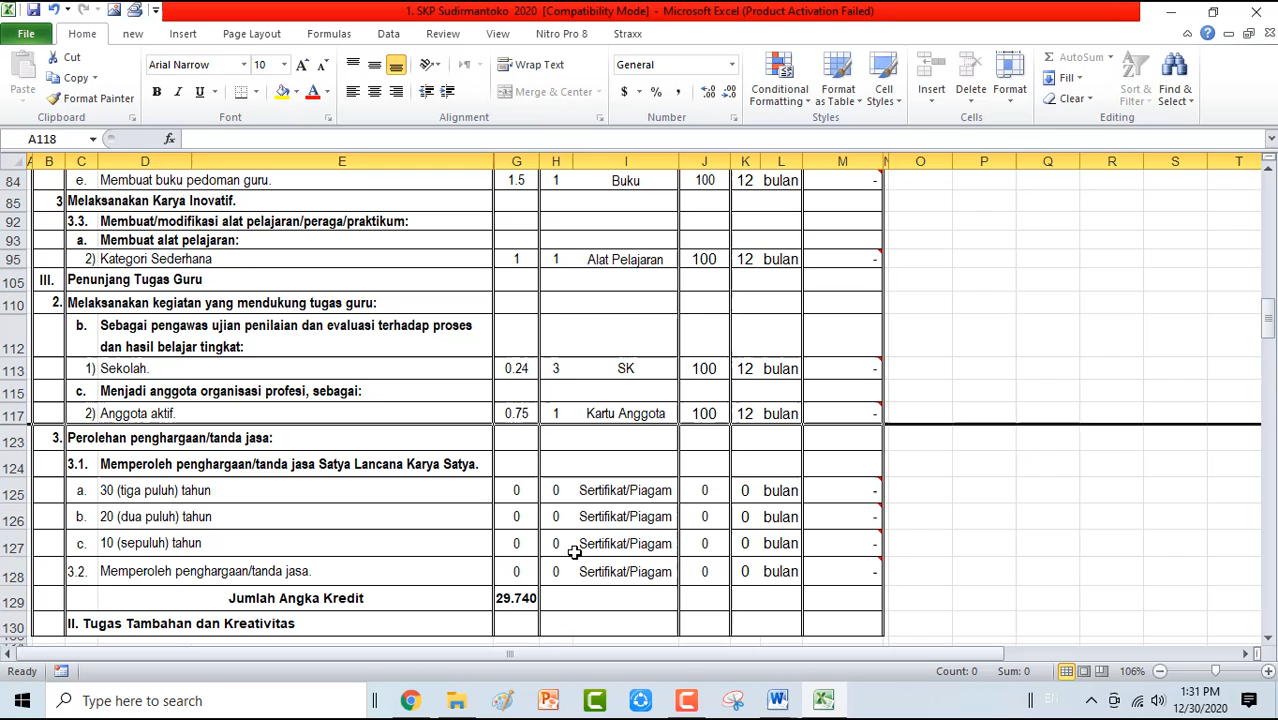 1. SKP Sudirmantoko 2020 [Compatibility Mode] - Microsoft Excel (Product Activation Failed)
File Home new Insert Page Layout Formulas Data Review View Nitro Pro 8 Straxx
Paste Cut Copy Format Painter
Arial Narrow 10 Wrap Text General
B I U Merge & Center $ % ,
Conditional Formatting Format as Table Cell Styles Insert Delete Format
AutoSum Fill Clear Sort & Filter Find & Select
Clipboard Font Alignment Number Styles Cells Editing
A118 fx
A B C D E G H I J K L M N O P Q R S T
84 e. Membuat buku pedoman guru. 1.5 1 Buku 100 12 bulan -
85 3 Melaksanakan Karya Inovatif.
92 3.3. Membuat/modifikasi alat pelajaran/peraga/praktikum:
93 a. Membuat alat pelajaran:
95 2) Kategori Sederhana 1 1 Alat Pelajaran 100 12 bulan -
105 III. Penunjang Tugas Guru
110 2. Melaksanakan kegiatan yang mendukung tugas guru:
b. Sebagai pengawas ujian penilaian dan evaluasi terhadap proses
112 dan hasil belajar tingkat:
113 1) Sekolah. 0.24 3 SK 100 12 bulan -
115 c. Menjadi anggota organisasi profesi, sebagai:
117 2) Anggota aktif. 0.75 1 Kartu Anggota 100 12 bulan -
123 3. Perolehan penghargaan/tanda jasa:
124 3.1. Memperoleh penghargaan/tanda jasa Satya Lancana Karya Satya.
125 a. 30 (tiga puluh) tahun 0 0 Sertifikat/Piagam 0 0 bulan -
126 b. 20 (dua puluh) tahun 0 0 Sertifikat/Piagam 0 0 bulan -
127 c. 10 (sepuluh) tahun 0 0 Sertifikat/Piagam 0 0 bulan -
128 3.2. Memperoleh penghargaan/tanda jasa. 0 0 Sertifikat/Piagam 0 0 bulan -
129 Jumlah Angka Kredit 29.740
130 II. Tugas Tambahan dan Kreativitas
Ready Count: 0 Sum: 0 106%
Type here to search 1:31 PM
12/30/2020